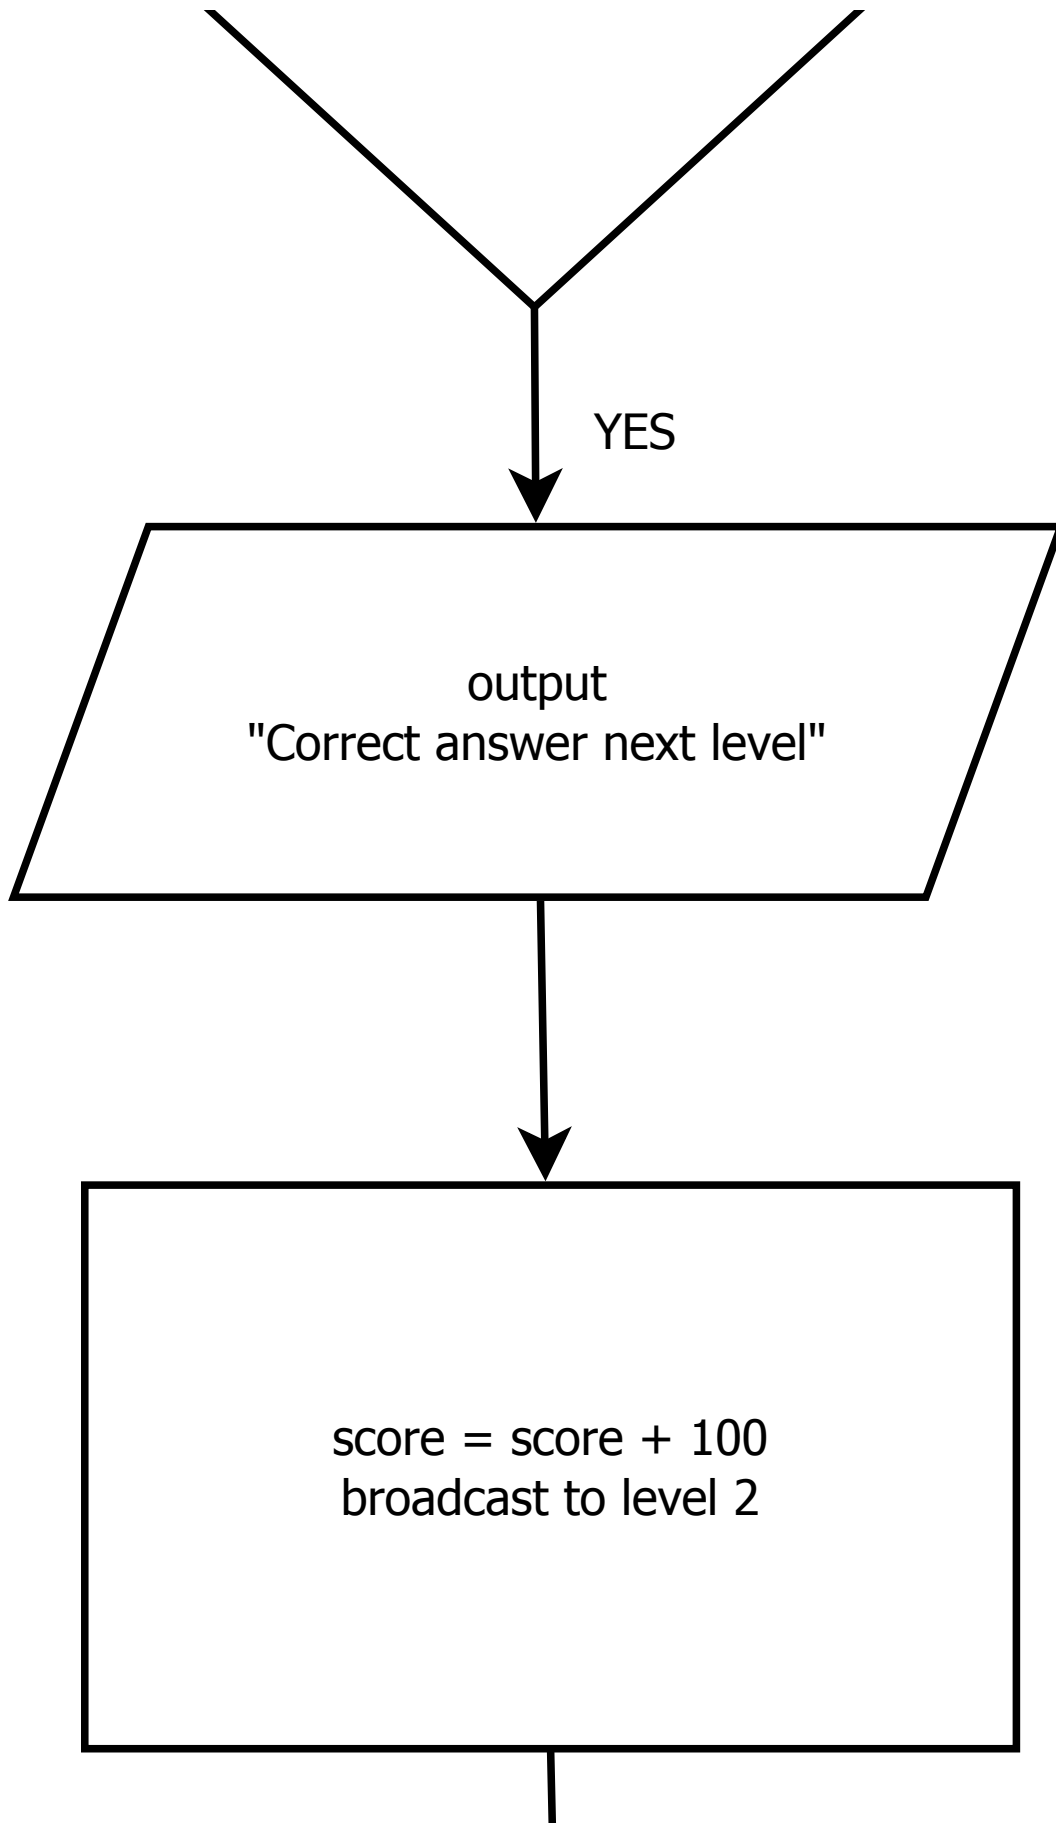 YES
output
"Correct answer next level"
score = score + 100
broadcast to level 2